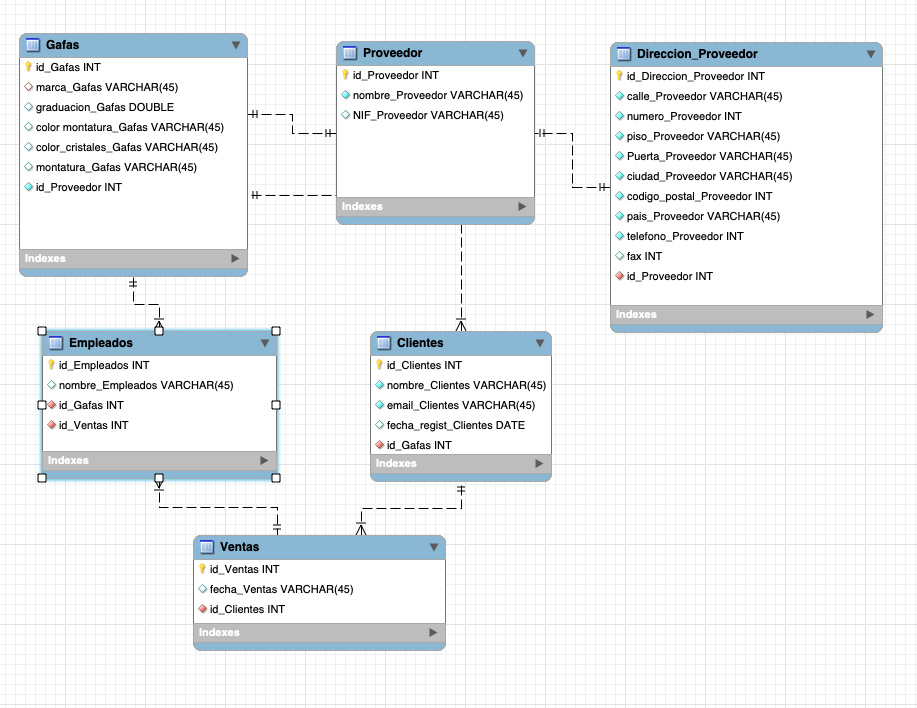 Gafas
id_Gafas INT
marca_Gafas VARCHAR(45)
graduacion_Gafas DOUBLE
color montatura_Gafas VARCHAR(45)
color_cristales_Gafas VARCHAR(45)
montatura_Gafas VARCHAR(45)
id_Proveedor INT
Indexes
Proveedor
id_Proveedor INT
nombre_Proveedor VARCHAR(45)
NIF_Proveedor VARCHAR(45)
Indexes
Direccion_Proveedor
id_Direccion_Proveedor INT
calle_Proveedor VARCHAR(45)
numero_Proveedor INT
piso_Proveedor VARCHAR(45)
Puerta_Proveedor VARCHAR(45)
ciudad_Proveedor VARCHAR(45)
codigo_postal_Proveedor INT
pais_Proveedor VARCHAR(45)
telefono_Proveedor INT
fax INT
id_Proveedor INT
Indexes
Empleados
id_Empleados INT
nombre_Empleados VARCHAR(45)
id_Gafas INT
id_Ventas INT
Indexes
Clientes
id_Clientes INT
nombre_Clientes VARCHAR(45)
email_Clientes VARCHAR(45)
fecha_regist_Clientes DATE
id_Gafas INT
Indexes
Ventas
id_Ventas INT
fecha_Ventas VARCHAR(45)
id_Clientes INT
Indexes